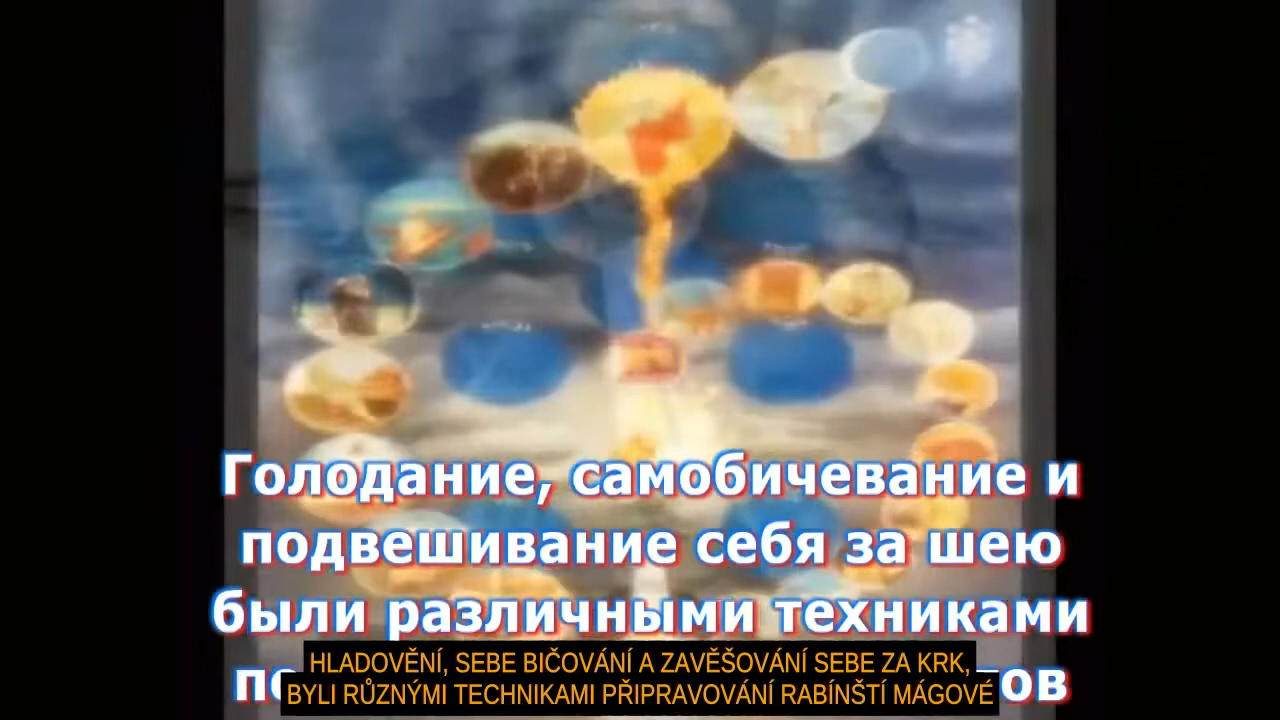 Голодание, самобичевание и
подвешивание себя за шею
были различными техниками
HLADOVĚNÍ, SEBE BIČOVÁNÍ A ZAVĚŠOVÁNÍ SEBE ZA KRK,
BYLI RŮZNÝMI TECHNIKAMI PŘIPRAVOVÁNÍ RABÍNŠTÍ MÁGOVÉ